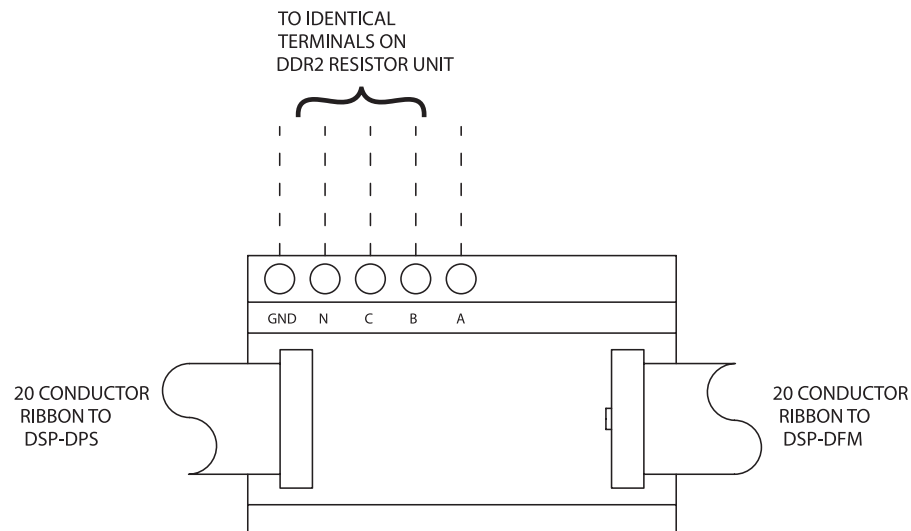 TO IDENTICAL
TERMINALS ON
DDR2 RESISTOR UNIT
GND N C B A
20 CONDUCTOR
RIBBON TO
DSP-DPS
20 CONDUCTOR
RIBBON TO
DSP-DFM